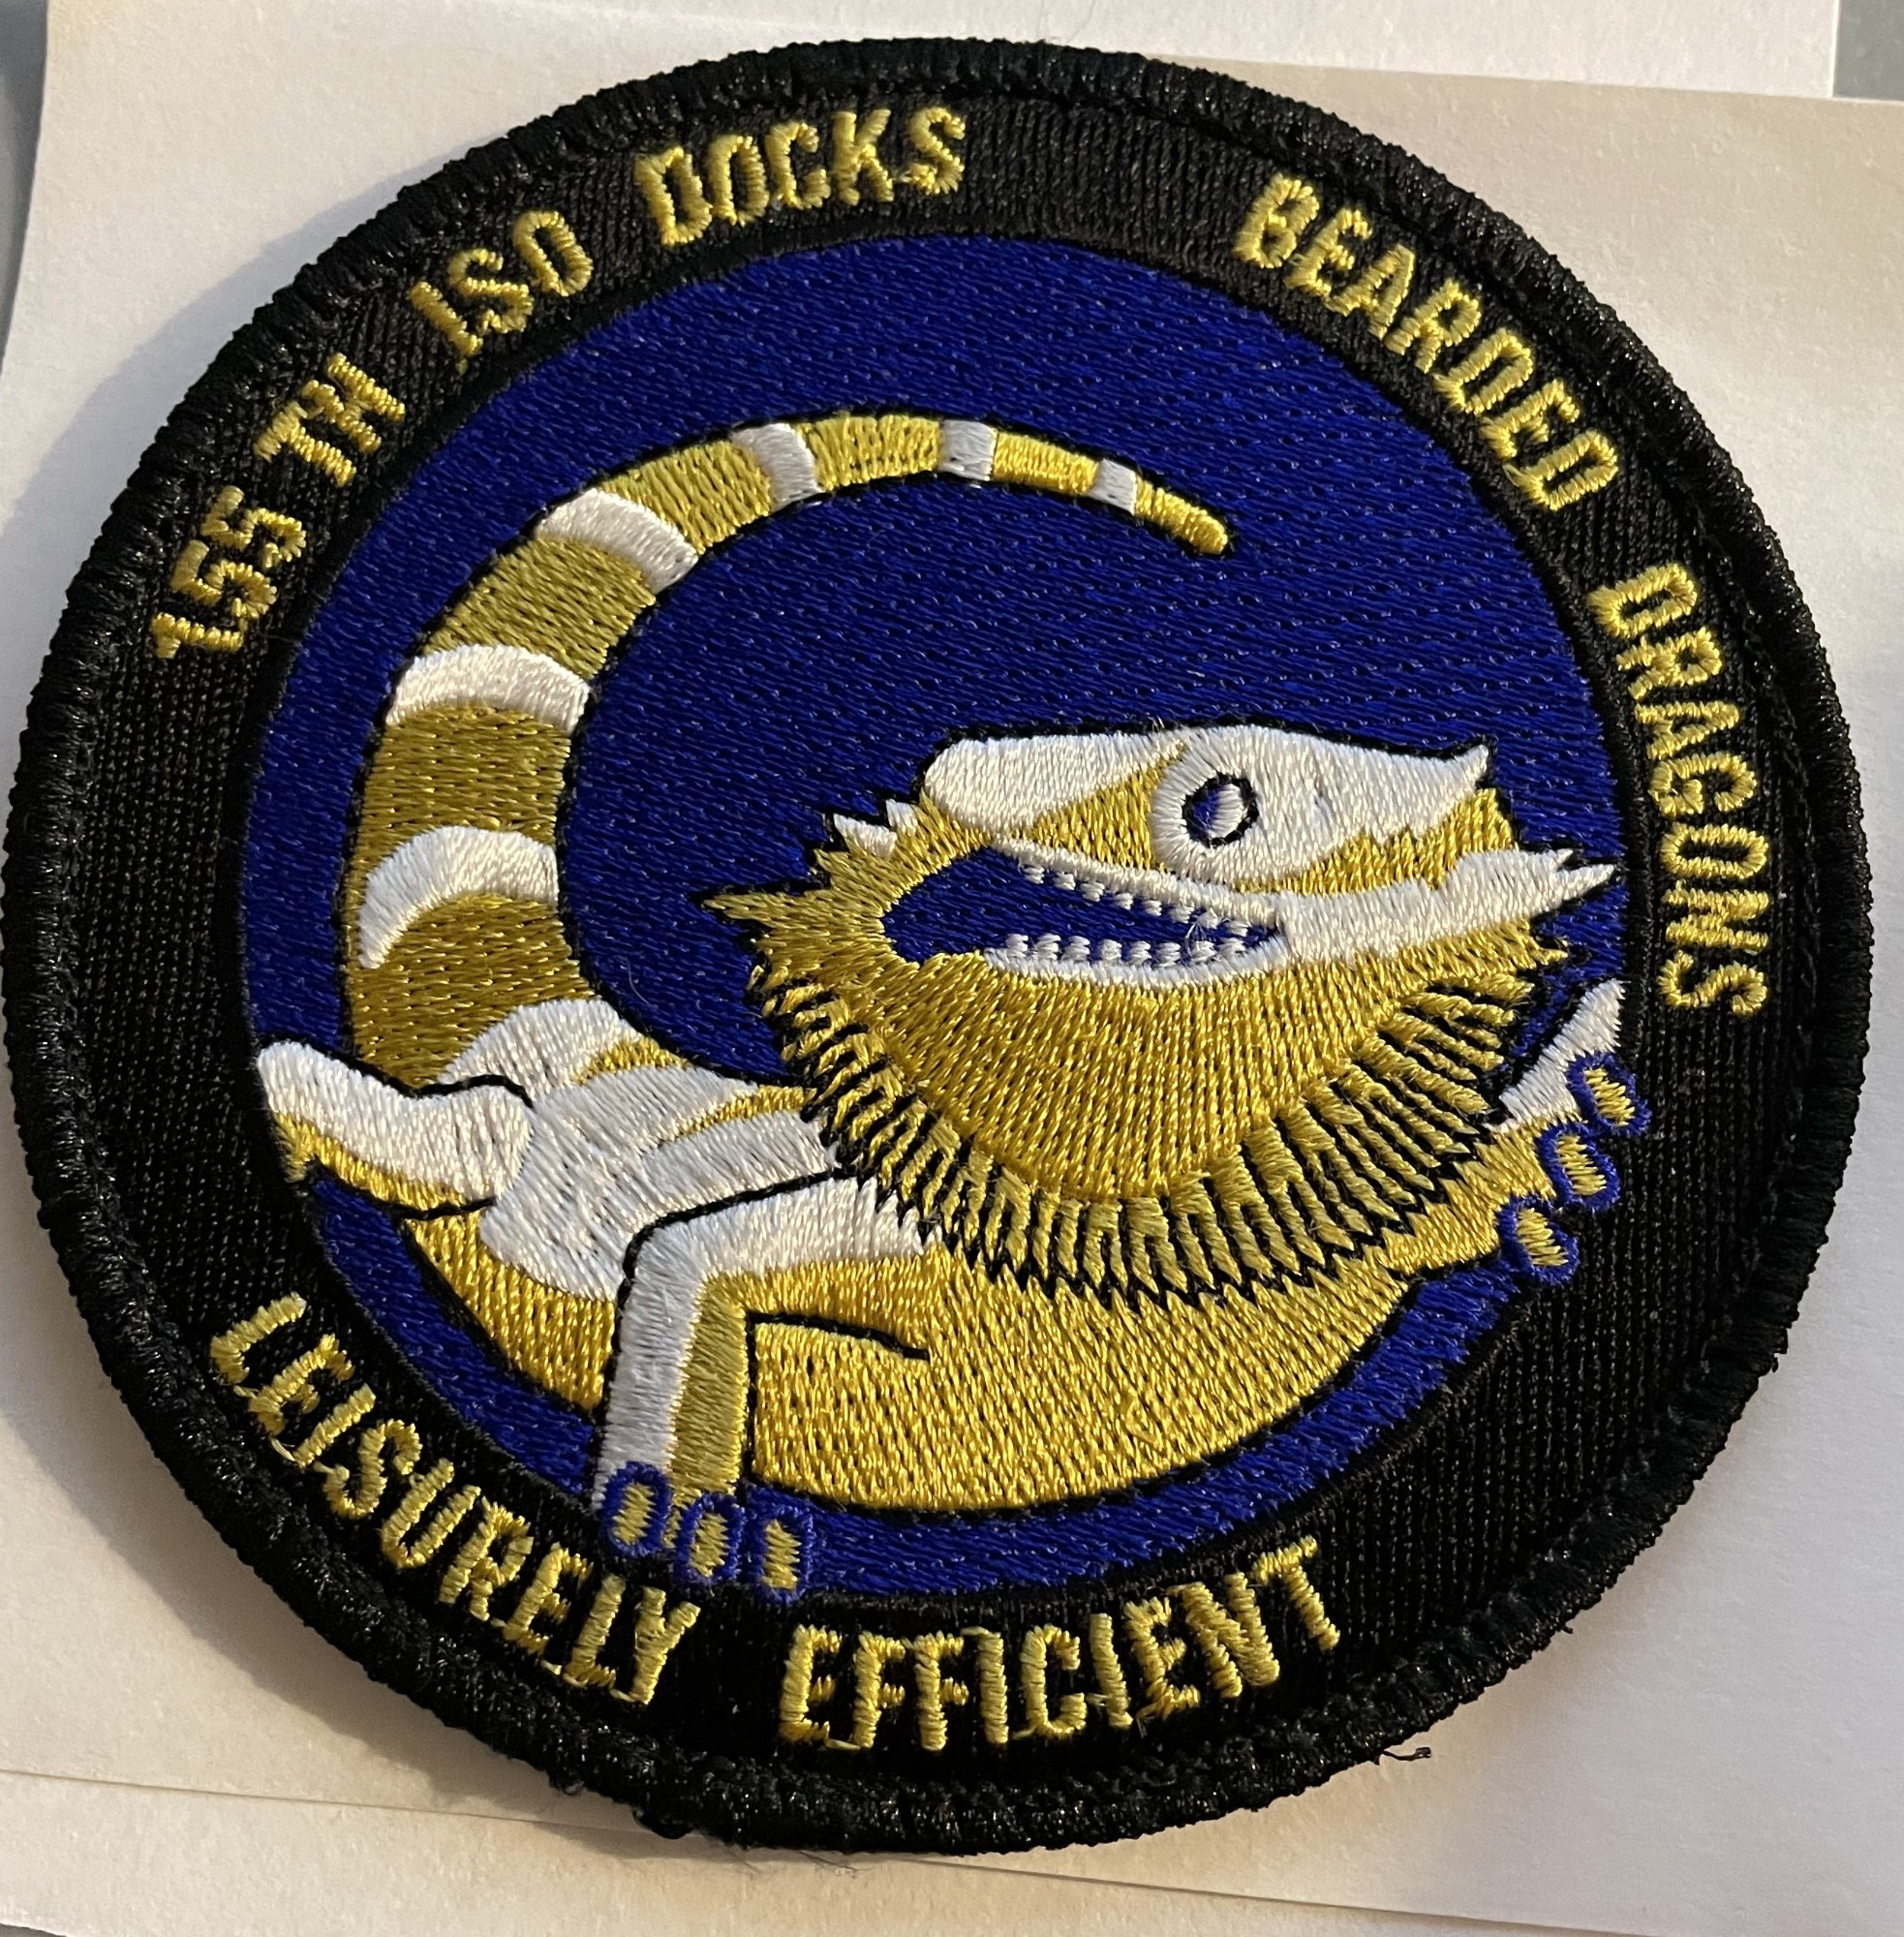 155 TH ISO DOCKS BEARDED DRAGONS
LEISURELY EFFICIENT